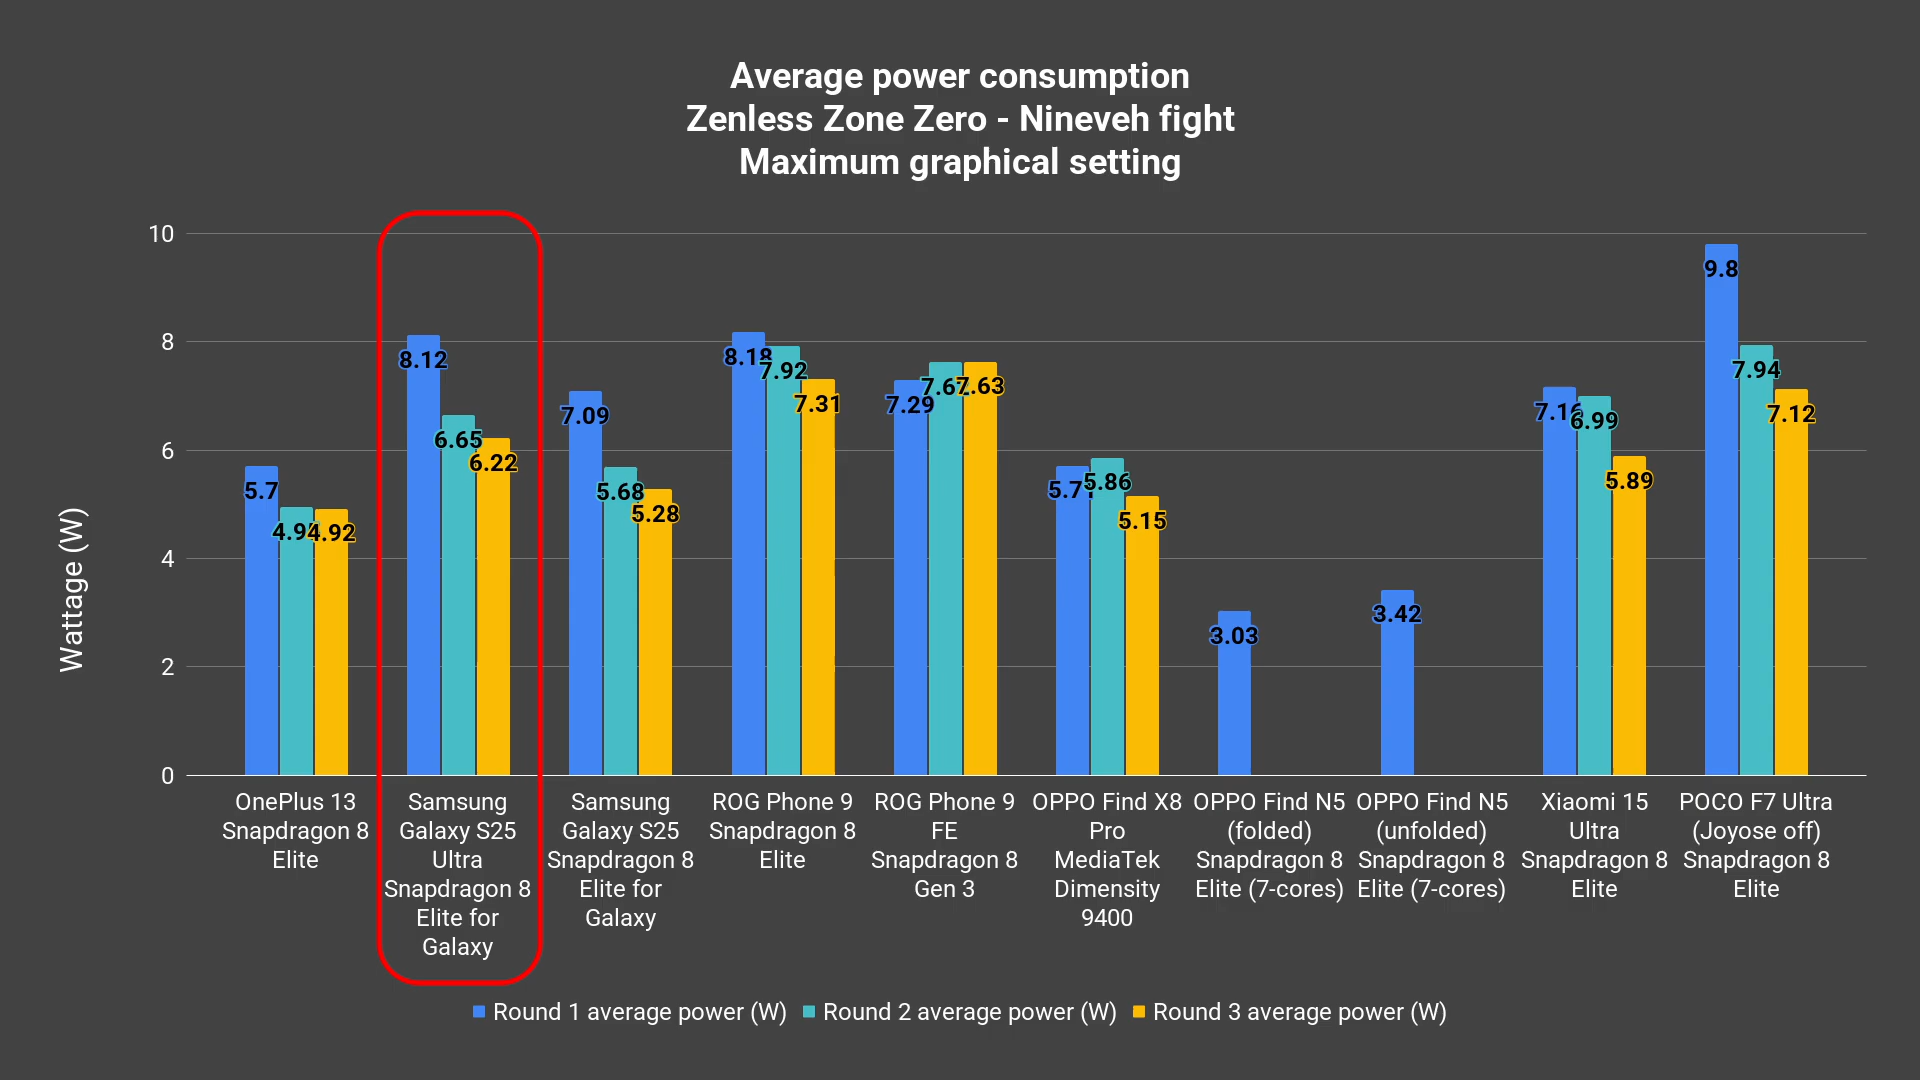 Average power consumption
Zenless Zone Zero - Nineveh fight
Maximum graphical setting
Wattage (W)
10
8
6
4
2
0
5.7
4.92
8.12
6.65
6.22
7.09
5.68
5.28
8.18
7.92
7.31
7.29
7.63
5.86
5.15
3.03
3.42
7.16
6.99
5.89
9.8
7.94
7.12
OnePlus 13
Snapdragon 8
Elite
Samsung
Galaxy S25
Ultra
Snapdragon 8
Elite for
Galaxy
Samsung
Galaxy S25
Snapdragon 8
Elite for
Galaxy
ROG Phone 9
Snapdragon 8
Elite
ROG Phone 9
FE
Snapdragon 8
Gen 3
OPPO Find X8
Pro
MediaTek
Dimensity
9400
OPPO Find N5
(folded)
Snapdragon 8
Elite (7-cores)
OPPO Find N5
(unfolded)
Snapdragon 8
Elite (7-cores)
Xiaomi 15
Ultra
Snapdragon 8
Elite
POCO F7 Ultra
(Joyose off)
Snapdragon 8
Elite
Round 1 average power (W)
Round 2 average power (W)
Round 3 average power (W)